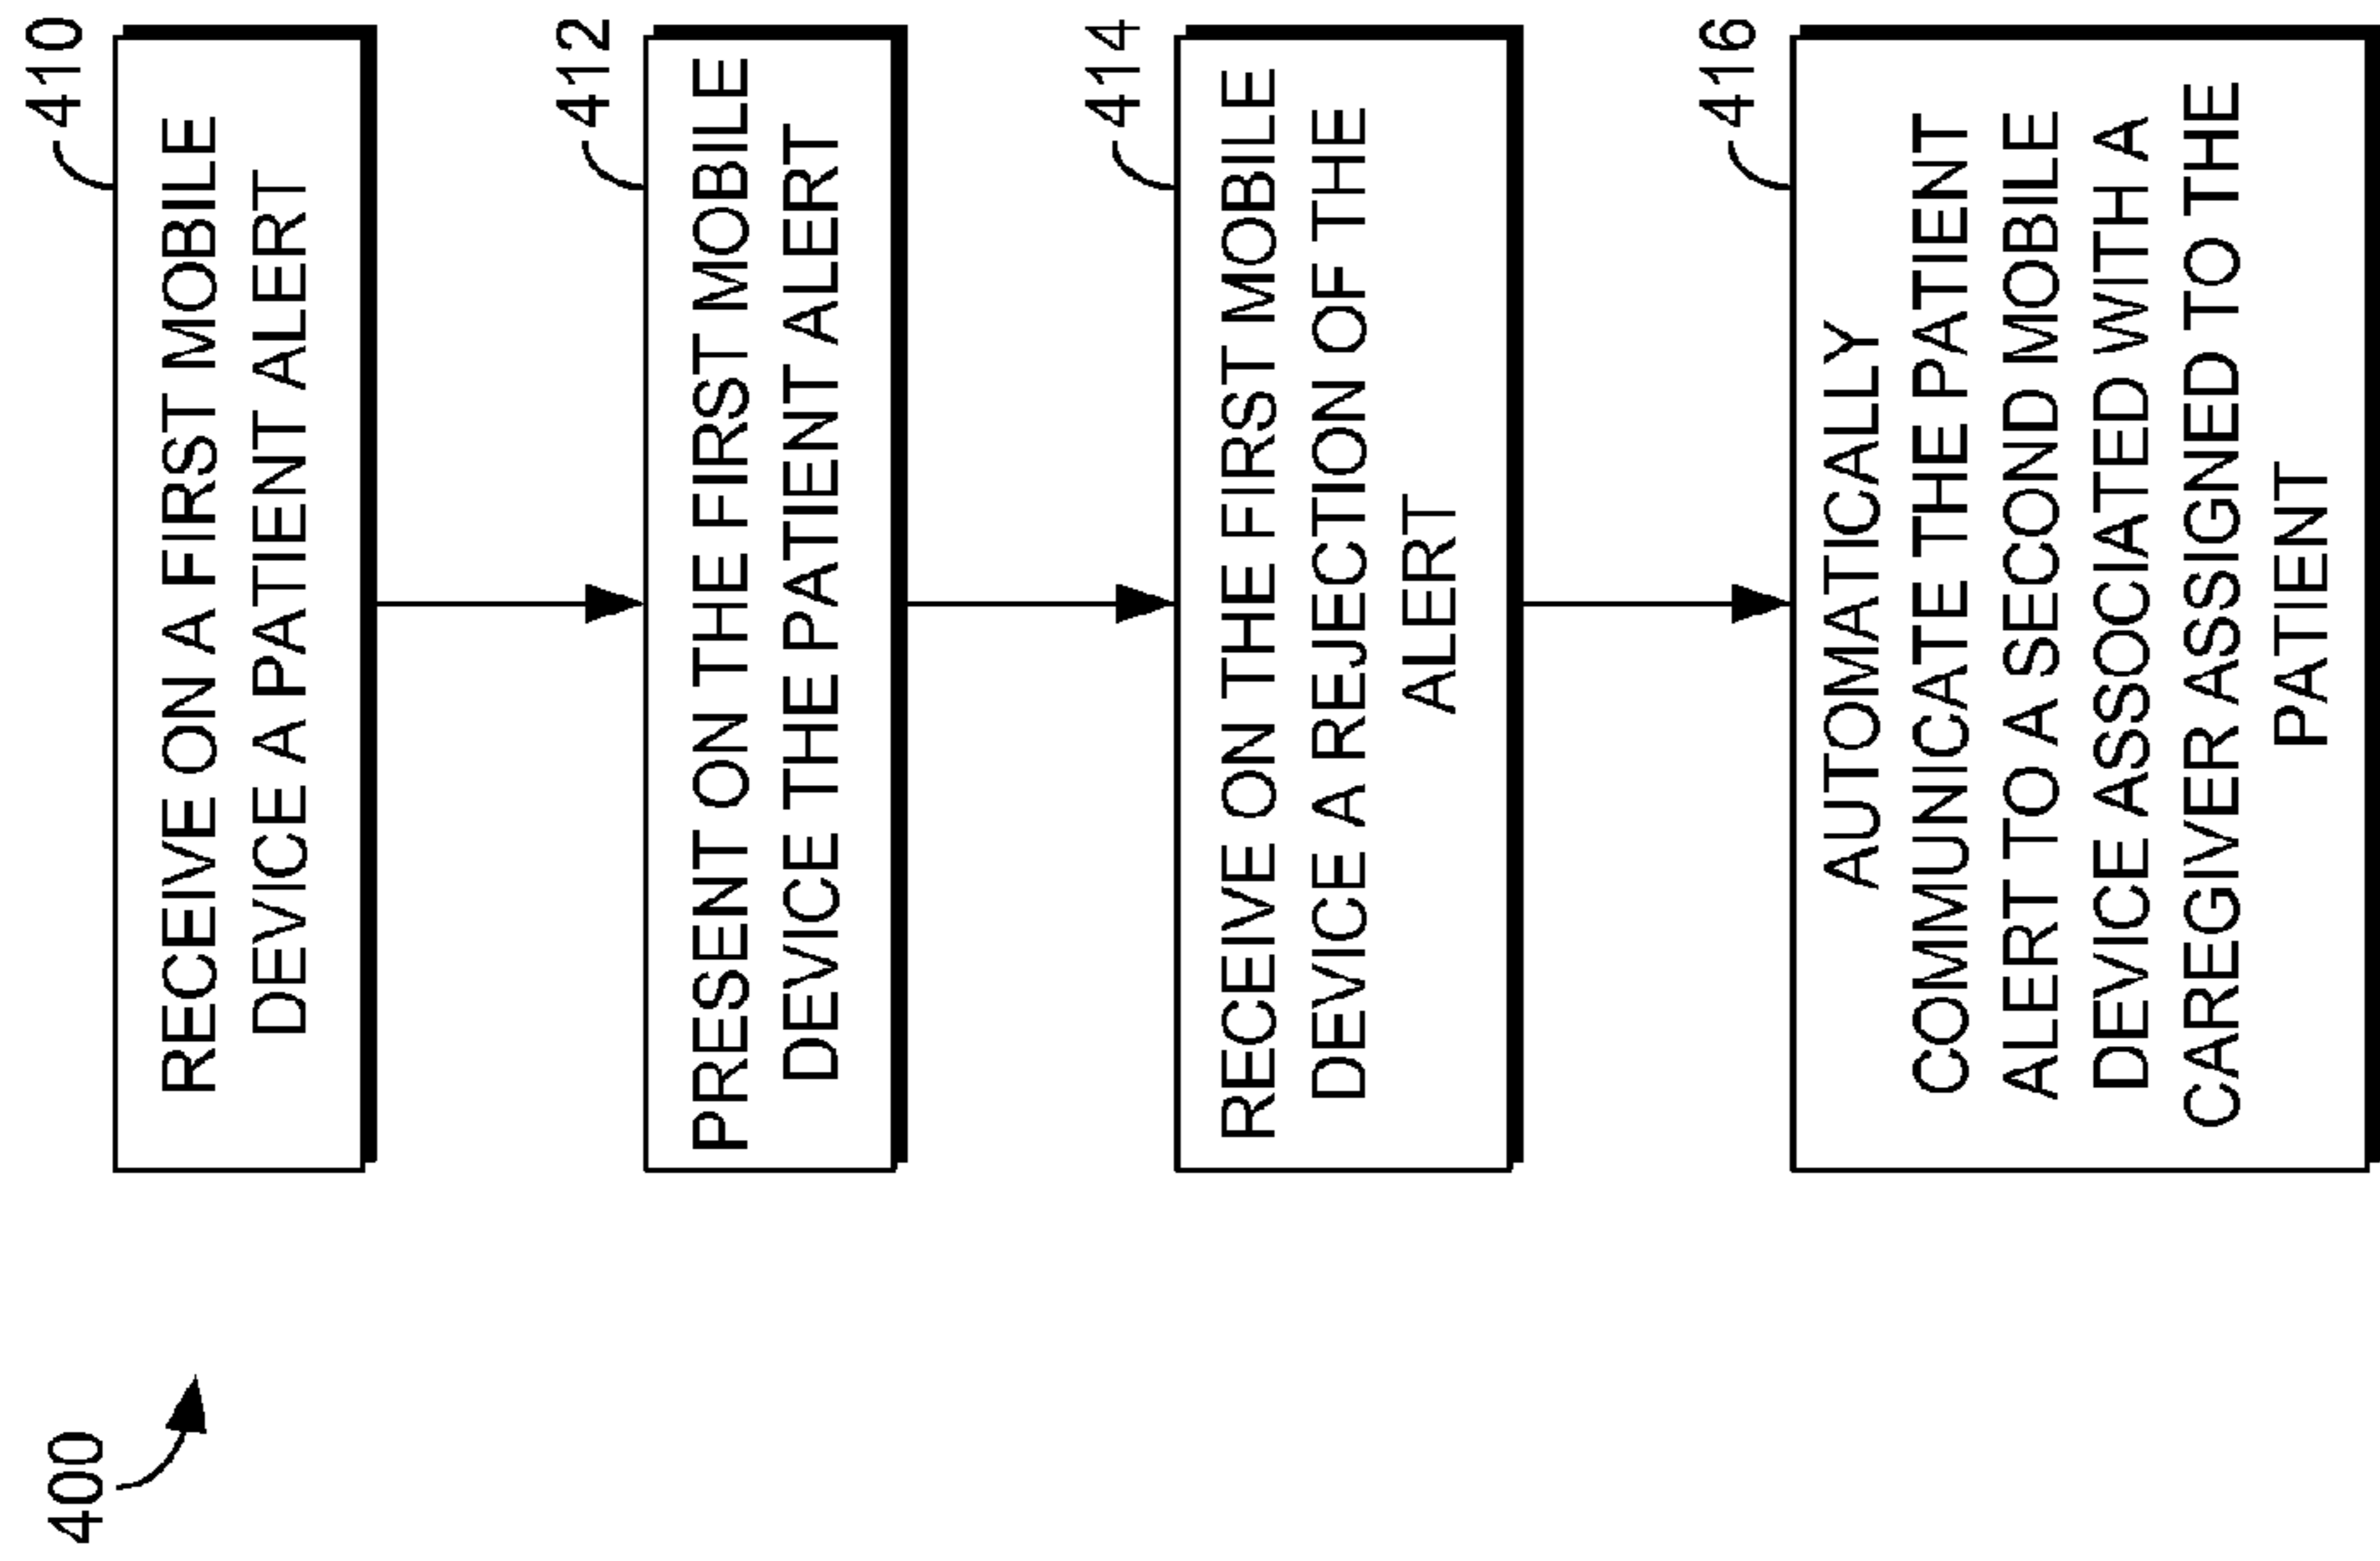 400
410
RECEIVE ON A FIRST MOBILE
DEVICE A PATIENT ALERT
412
PRESENT ON THE FIRST MOBILE
DEVICE THE PATIENT ALERT
414
RECEIVE ON THE FIRST MOBILE
DEVICE A REJECTION OF THE
ALERT
416
AUTOMATICALLY
COMMUNICATE THE PATIENT
ALERT TO A SECOND MOBILE
DEVICE ASSOCIATED WITH A
CAREGIVER ASSIGNED TO THE
PATIENT